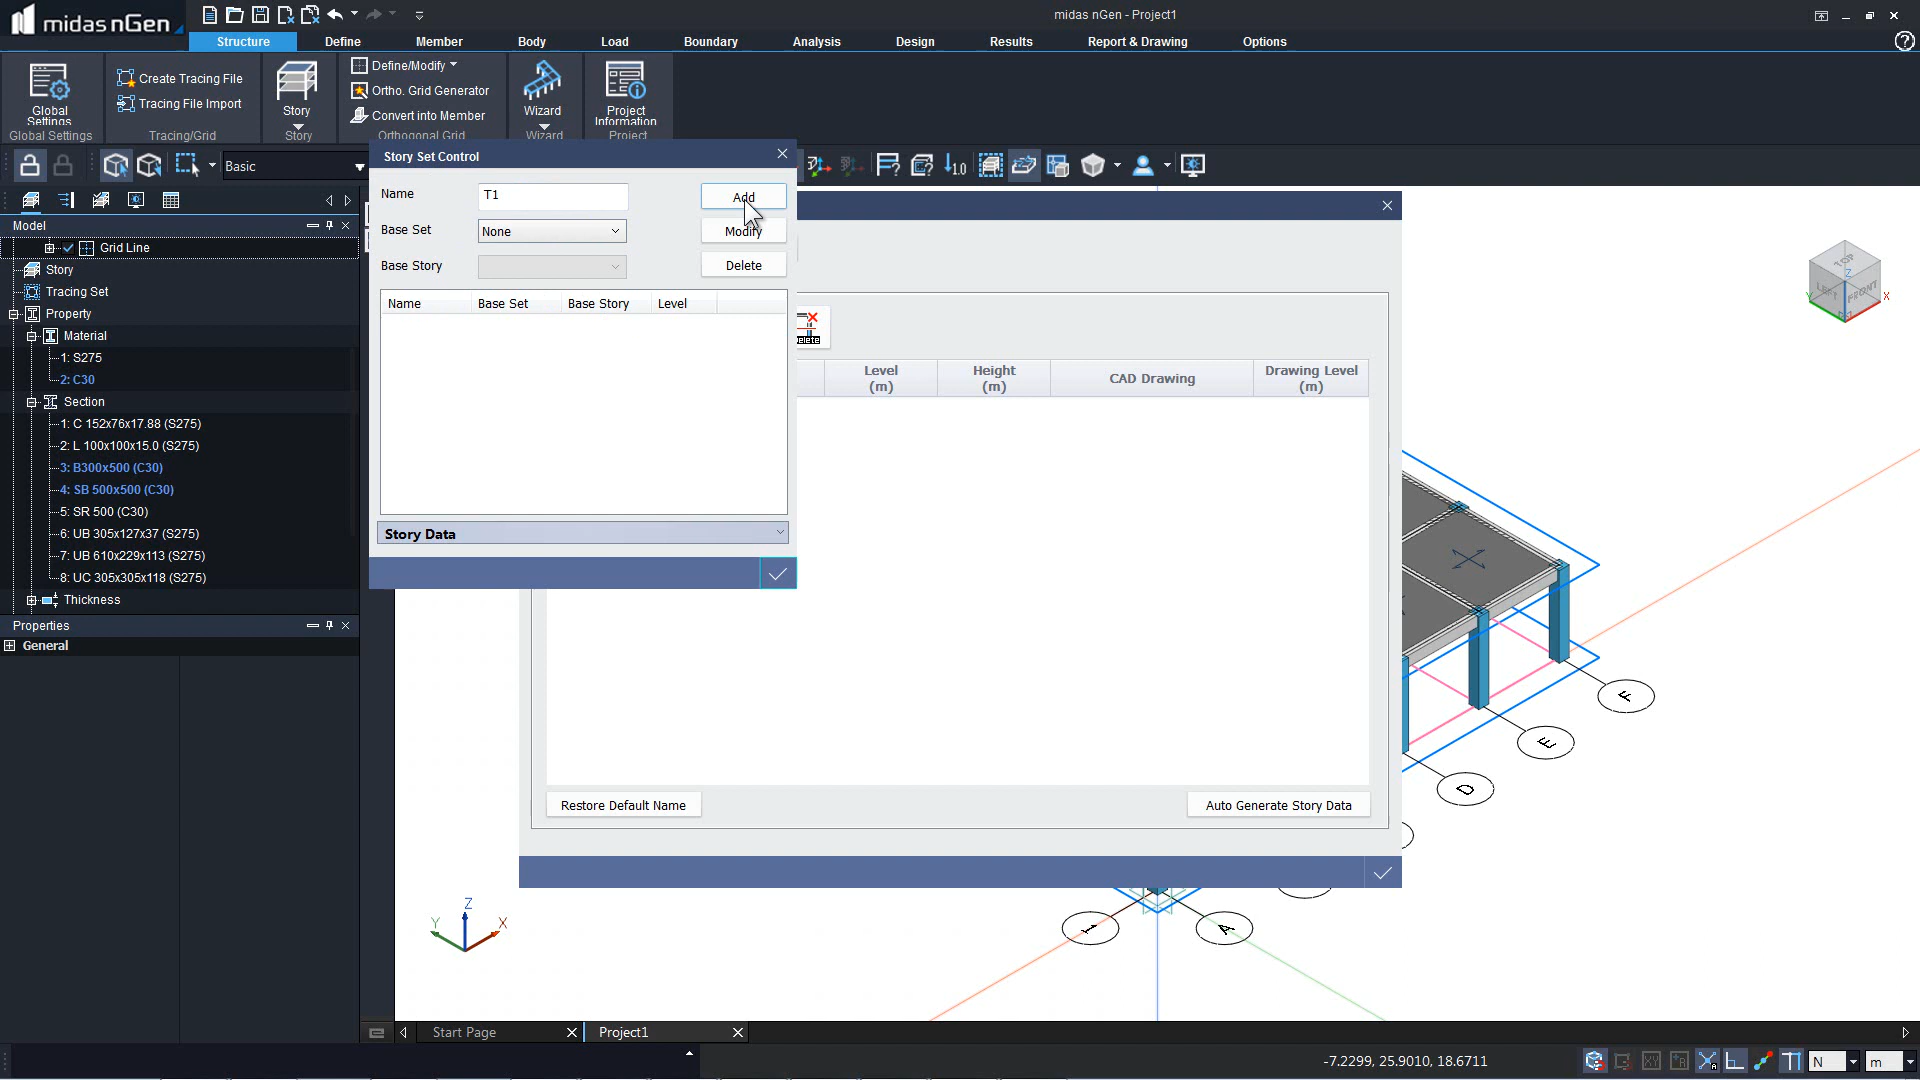 midas nGen
midas nGen - Project1
Structure
Define
Member
Body
Load
Boundary
Analysis
Design
Results
Report & Drawing
Options
Global
Settings
Global Settings
Create Tracing File
Tracing File Import
Tracing/Grid
Story
Story
Define/Modify
Ortho. Grid Generator
Convert into Member
Orthogonal Grid
Wizard
Wizard
Project
Information
Project
Basic
1.0
Model
Grid Line
Story
Tracing Set
Property
Material
1: S275
2: C30
Section
1: C 152x76x17.88 (S275)
2: L 100x100x15.0 (S275)
3: B300x500 (C30)
4: SB 500x500 (C30)
5: SR 500 (C30)
6: UB 305x127x37 (S275)
7: UB 610x229x113 (S275)
8: UC 305x305x118 (S275)
Thickness
Properties
General
Story Set Control
Name
T1
Add
Base Set
None
Modify
Base Story
Delete
Name
Base Set
Base Story
Level
Story Data
Level
(m)
Height
(m)
CAD Drawing
Drawing Level
(m)
Restore Default Name
Auto Generate Story Data
TOP
LEFT
FRONT
Z
Y
X
F
E
D
1
A
Z
Y
X
Start Page
Project1
-7.2299, 25.9010, 18.6711
N
m